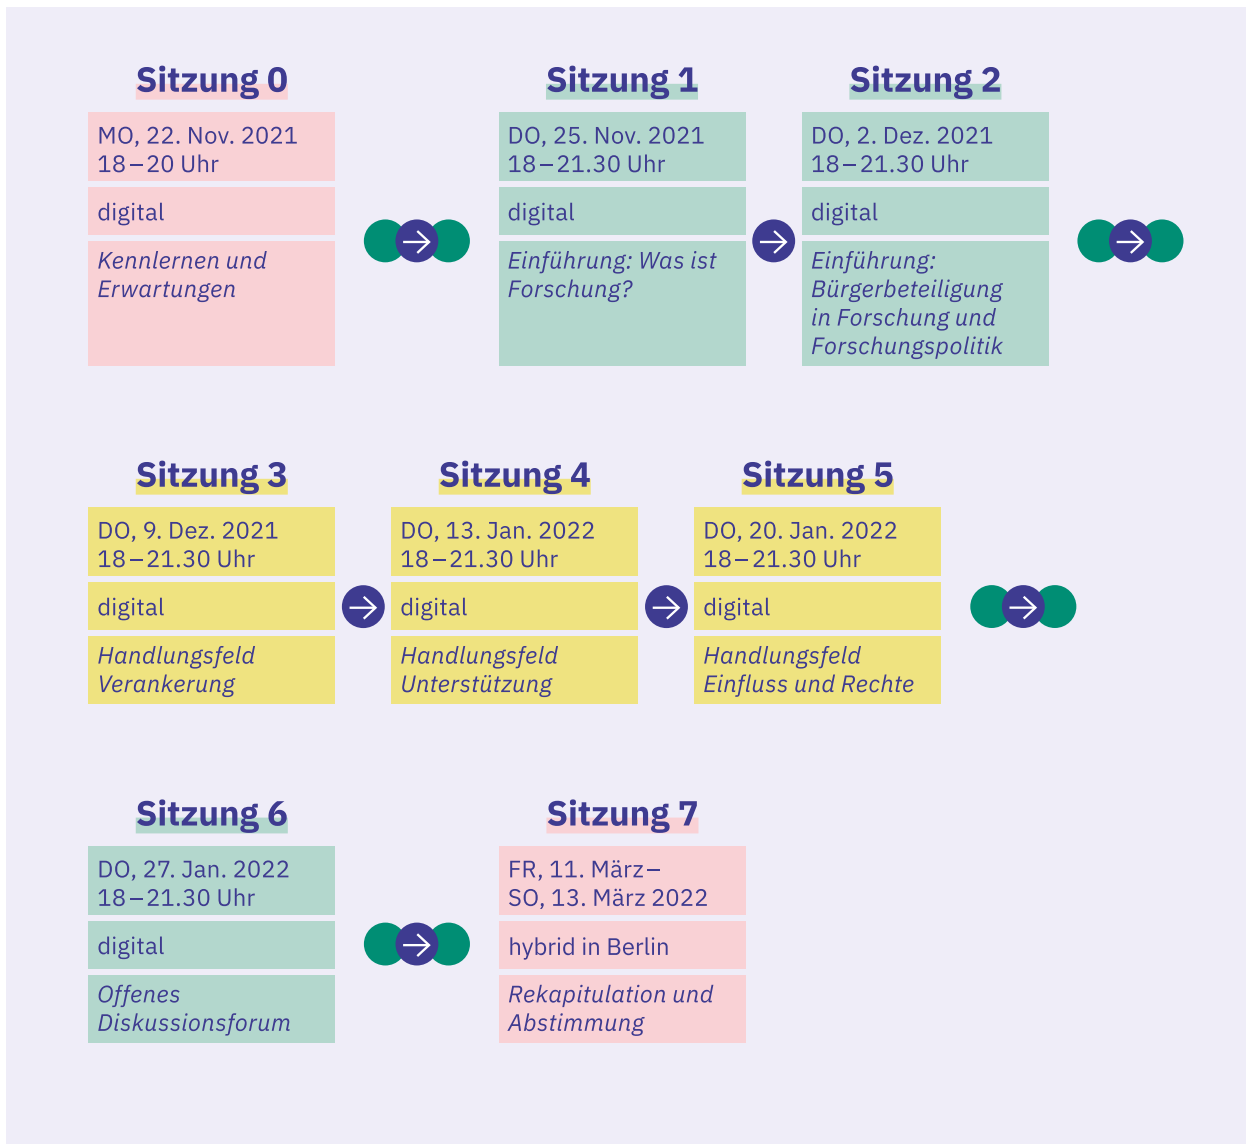 Sitzung 0
MO, 22. Nov. 2021
18 – 20 Uhr
digital
Kennlernen und
Erwartungen
Sitzung 1
DO, 25. Nov. 2021
18 – 21.30 Uhr
digital
Einführung: Was ist
Forschung?
Sitzung 2
DO, 2. Dez. 2021
18 – 21.30 Uhr
digital
Einführung:
Bürgerbeteiligung
in Forschung und
Forschungspolitik
Sitzung 3
DO, 9. Dez. 2021
18 – 21.30 Uhr
digital
Handlungsfeld
Verankerung
Sitzung 4
DO, 13. Jan. 2022
18 – 21.30 Uhr
digital
Handlungsfeld
Unterstützung
Sitzung 5
DO, 20. Jan. 2022
18 – 21.30 Uhr
digital
Handlungsfeld
Einfluss und Rechte
Sitzung 6
DO, 27. Jan. 2022
18 – 21.30 Uhr
digital
Offenes
Diskussionsforum
Sitzung 7
FR, 11. März –
SO, 13. März 2022
hybrid in Berlin
Rekapitulation und
Abstimmung